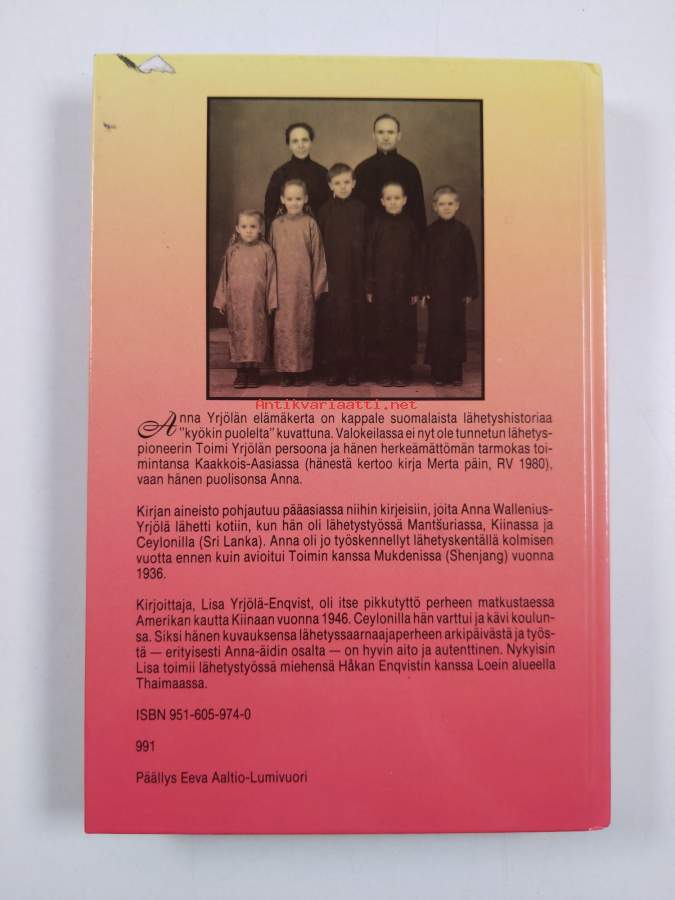 Antikvariaatti.net
Anna Yrjölän elämäkerta on kappale suomalaista lähetyshistoriaa
"kyökin puolelta" kuvattuna. Valokeilassa ei nyt ole tunnetun lähetys-
pioneerin Toimi Yrjölän persoona ja hänen herkeämättömän tarmokas toi-
mintansa Kaakkois-Aasiassa (hänestä kertoo kirja Merta päin, RV 1980),
vaan hänen puolisonsa Anna.
Kirjan aineisto pohjautuu pääasiassa niihin kirjeisiin, joita Anna Wallenius-
Yrjölä lähetti kotiin, kun hän oli lähetystyössä Mantšuriassa, Kiinassa ja
Ceylonilla (Sri Lanka). Anna oli jo työskennellyt lähetyskentällä kolmisen
vuotta ennen kuin avioitui Toimin kanssa Mukdenissa (Shenjang) vuonna
1936.
Kirjoittaja, Lisa Yrjölä-Enqvist, oli itse pikkutyttö perheen matkustaessa
Amerikan kautta Kiinaan vuonna 1946. Ceylonilla hän varttui ja kävi koulun-
sa. Siksi hänen kuvauksensa lähetyssaarnaajaperheen arkipäivästä ja työs-
tä — erityisesti Anna-äidin osalta — on hyvin aito ja autenttinen. Nykyisin
Lisa toimii lähetystyössä miehensä Håkan Enqvistin kanssa Loein alueella
Thaimaassa.
ISBN 951-605-974-0
991
Päällys Eeva Aaltio-Lumivuori